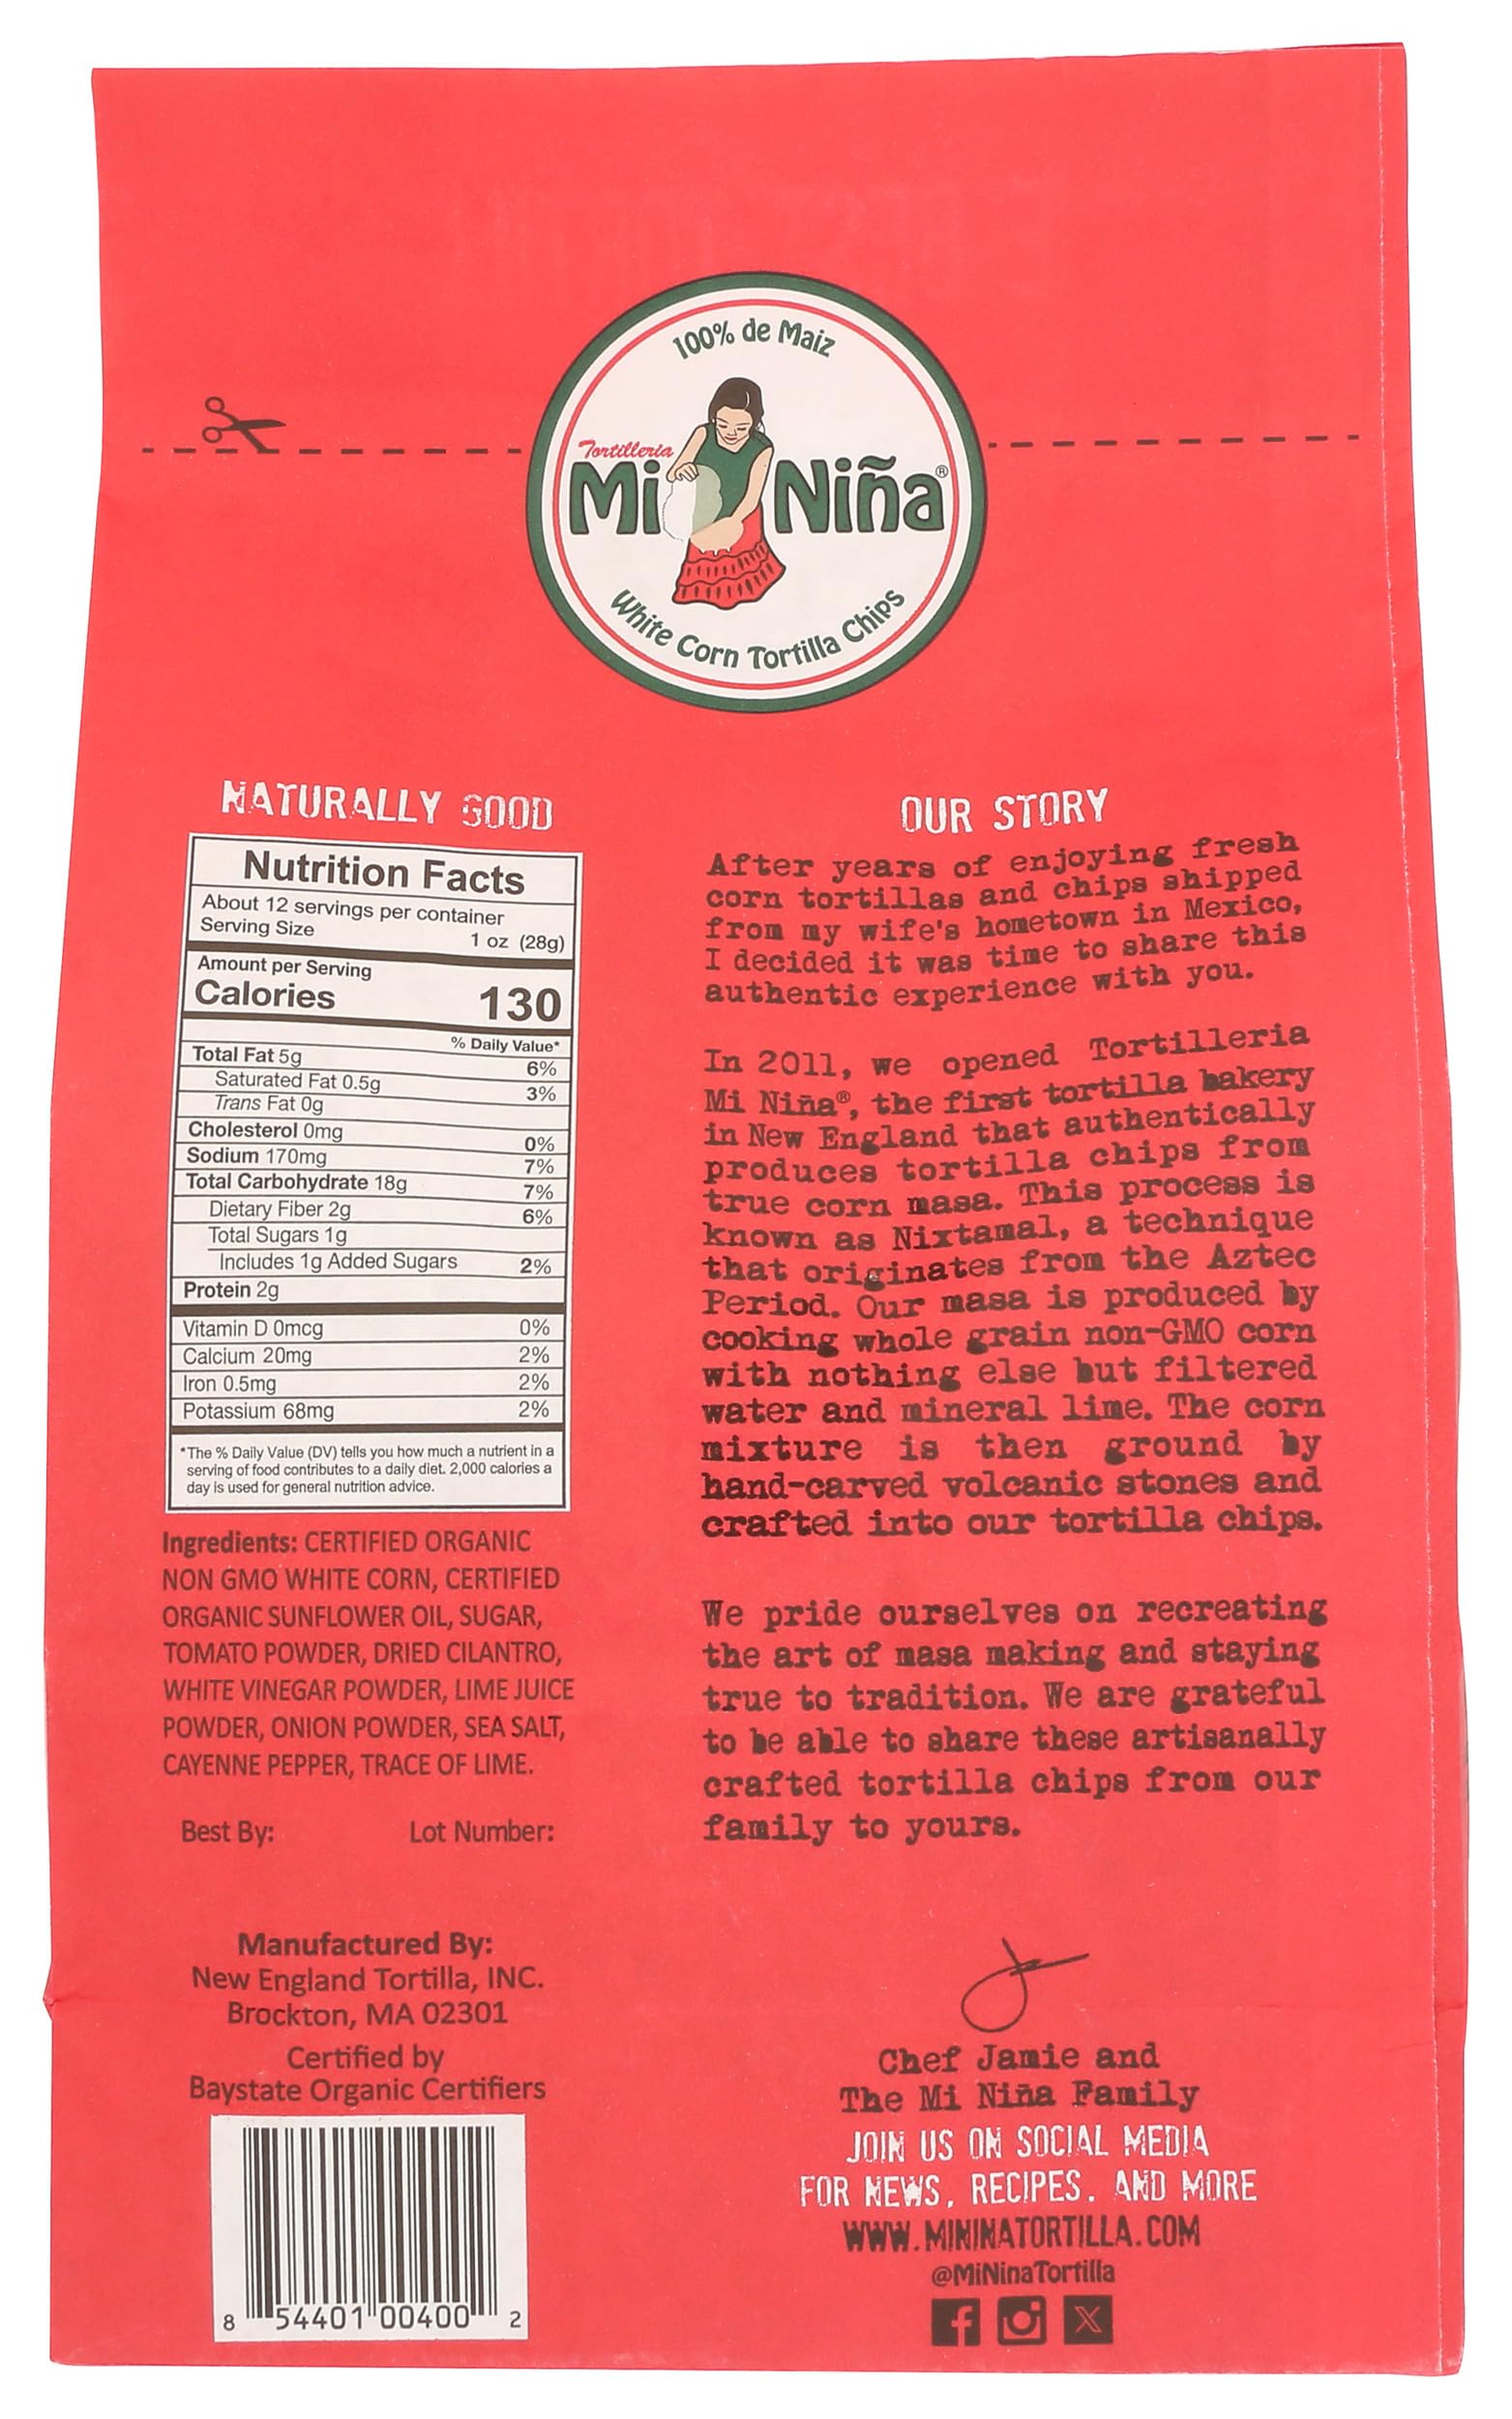 100% de Maiz
Tortilleria
Mi Niña®
White Corn Tortilla Chips
NATURALLY GOOD
Nutrition Facts
About 12 servings per container
Serving Size 1 oz (28g)
Amount per Serving
Calories 130
% Daily Value*
Total Fat 5g 6%
Saturated Fat 0.5g 3%
Trans Fat 0g
Cholesterol 0mg 0%
Sodium 170mg 7%
Total Carbohydrate 18g 7%
Dietary Fiber 2g 6%
Total Sugars 1g
Includes 1g Added Sugars 2%
Protein 2g
Vitamin D 0mcg 0%
Calcium 20mg 2%
Iron 0.5mg 2%
Potassium 68mg 2%
*The % Daily Value (DV) tells you how much a nutrient in a
serving of food contributes to a daily diet. 2,000 calories a
day is used for general nutrition advice.
Ingredients: CERTIFIED ORGANIC
NON GMO WHITE CORN, CERTIFIED
ORGANIC SUNFLOWER OIL, SUGAR,
TOMATO POWDER, DRIED CILANTRO,
WHITE VINEGAR POWDER, LIME JUICE
POWDER, ONION POWDER, SEA SALT,
CAYENNE PEPPER, TRACE OF LIME.
Best By: Lot Number:
Manufactured By:
New England Tortilla, INC.
Brockton, MA 02301
Certified by
Baystate Organic Certifiers
8 54401 00400 2
OUR STORY
After years of enjoying fresh
corn tortillas and chips shipped
from my wife's hometown in Mexico,
I decided it was time to share this
authentic experience with you.
In 2011, we opened Tortilleria
Mi Niña®, the first tortilla bakery
in New England that authentically
produces tortilla chips from
true corn masa. This process is
known as Nixtamal, a technique
that originates from the Aztec
Period. Our masa is produced by
cooking whole grain non-GMO corn
with nothing else but filtered
water and mineral lime. The corn
mixture is then ground by
hand-carved volcanic stones and
crafted into our tortilla chips.
We pride ourselves on recreating
the art of masa making and staying
true to tradition. We are grateful
to be able to share these artisanally
crafted tortilla chips from our
family to yours.
Chef Jamie and
The Mi Niña Family
JOIN US ON SOCIAL MEDIA
FOR NEWS, RECIPES, AND MORE
WWW.MININATORTILLA.COM
@MiNinaTortilla